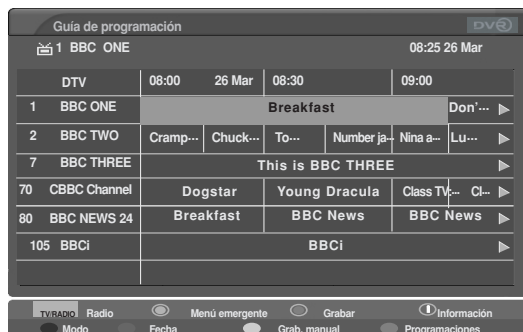 Guía de programación DVR
1 BBC ONE 08:25 26 Mar
DTV 08:00 26 Mar 08:30 09:00
1 BBC ONE Breakfast Don'...
2 BBC TWO Cramp... Chuck... To... Number ja... Nina a... Lu...
7 BBC THREE This is BBC THREE
70 CBBC Channel Dogstar Young Dracula Class TV:... Cl...
80 BBC NEWS 24 Breakfast BBC News BBC News
105 BBCi BBCi
TV/RADIO Radio Menú emergente Grabar Información
Modo Fecha Grab. manual Programaciones